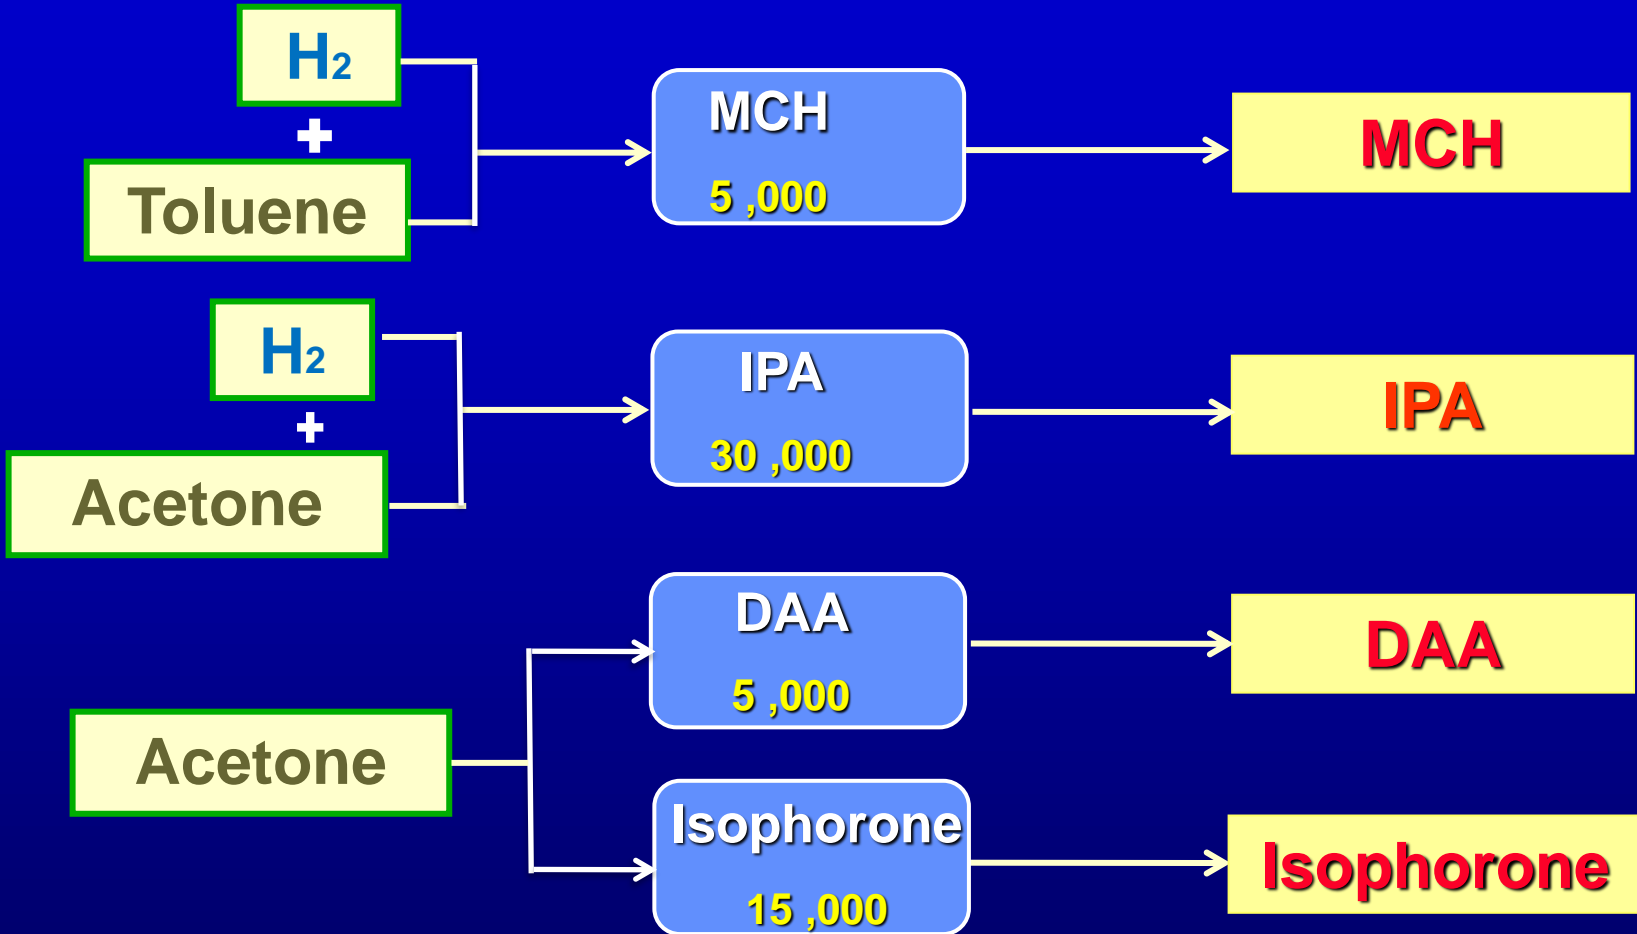 H2
+
Toluene
MCH
5 ,000
MCH
H2
+
Acetone
IPA
30 ,000
IPA
Acetone
DAA
5 ,000
DAA
Isophorone
15 ,000
Isophorone